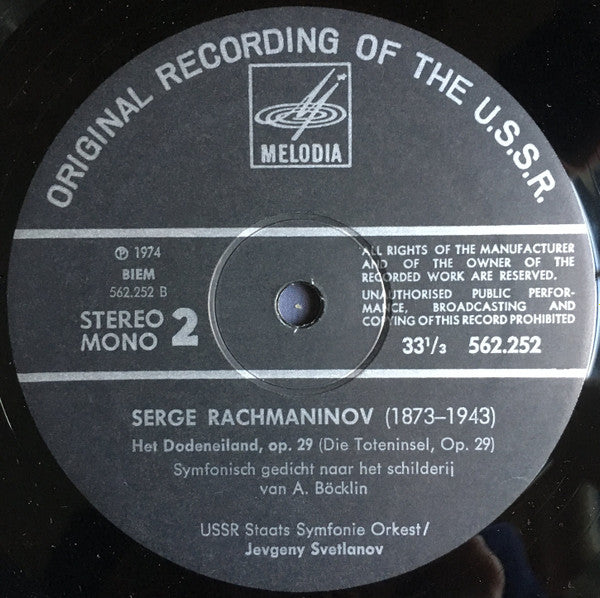 ORIGINAL RECORDING OF THE U.S.S.R.
MELODIA
℗ 1974
BIEM
562.252 B
STEREO
MONO 2
ALL RIGHTS OF THE MANUFACTURER
AND OF THE OWNER OF THE
RECORDED WORK ARE RESERVED.
UNAUTHORISED PUBLIC PERFOR-
MANCE, BROADCASTING AND
COPYING OF THIS RECORD PROHIBITED
33¹/₃ 562.252
SERGE RACHMANINOV (1873–1943)
Het Dodeneiland, op. 29 (Die Toteninsel, Op. 29)
Symfonisch gedicht naar het schilderij
van A. Böcklin
USSR Staats Symfonie Orkest/
Jevgeny Svetlanov